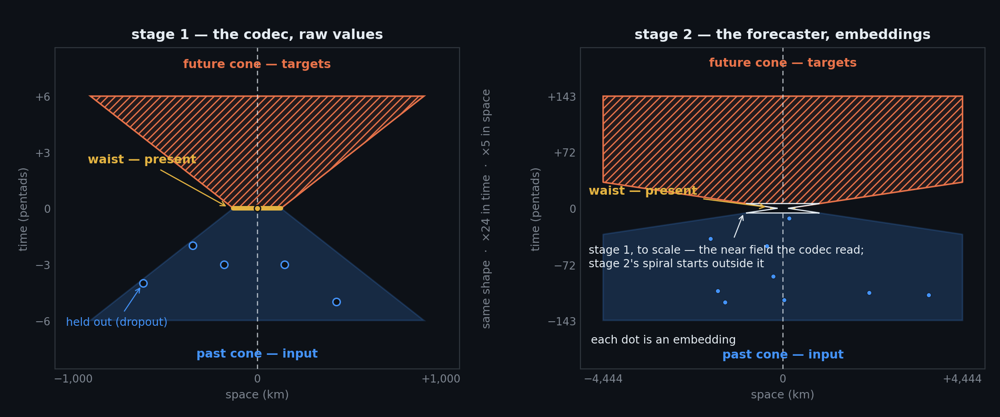 stage 1 — the codec, raw values
future cone — targets
+6
+3
0
−3
−6
time (pentads)
waist — present
held out (dropout)
past cone — input
−1,000
0
+1,000
space (km)
same shape · ×24 in time · ×5 in space
stage 2 — the forecaster, embeddings
future cone — targets
+143
+72
0
−72
−143
time (pentads)
waist — present
stage 1, to scale — the near field the codec read;
stage 2's spiral starts outside it
each dot is an embedding
past cone — input
−4,444
0
+4,444
space (km)